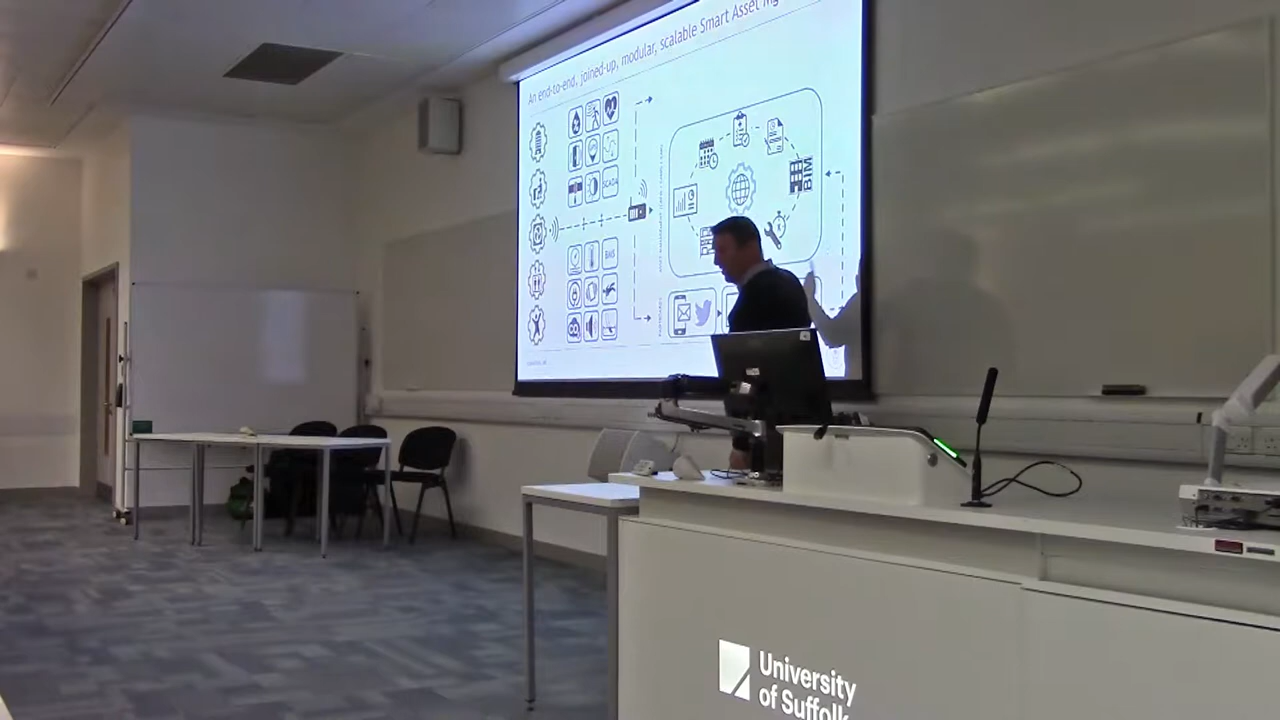 An end-to-end, joined-up, modular, scalable Smart Asset
SCADA
BMS
BIM
University
of Suffolk